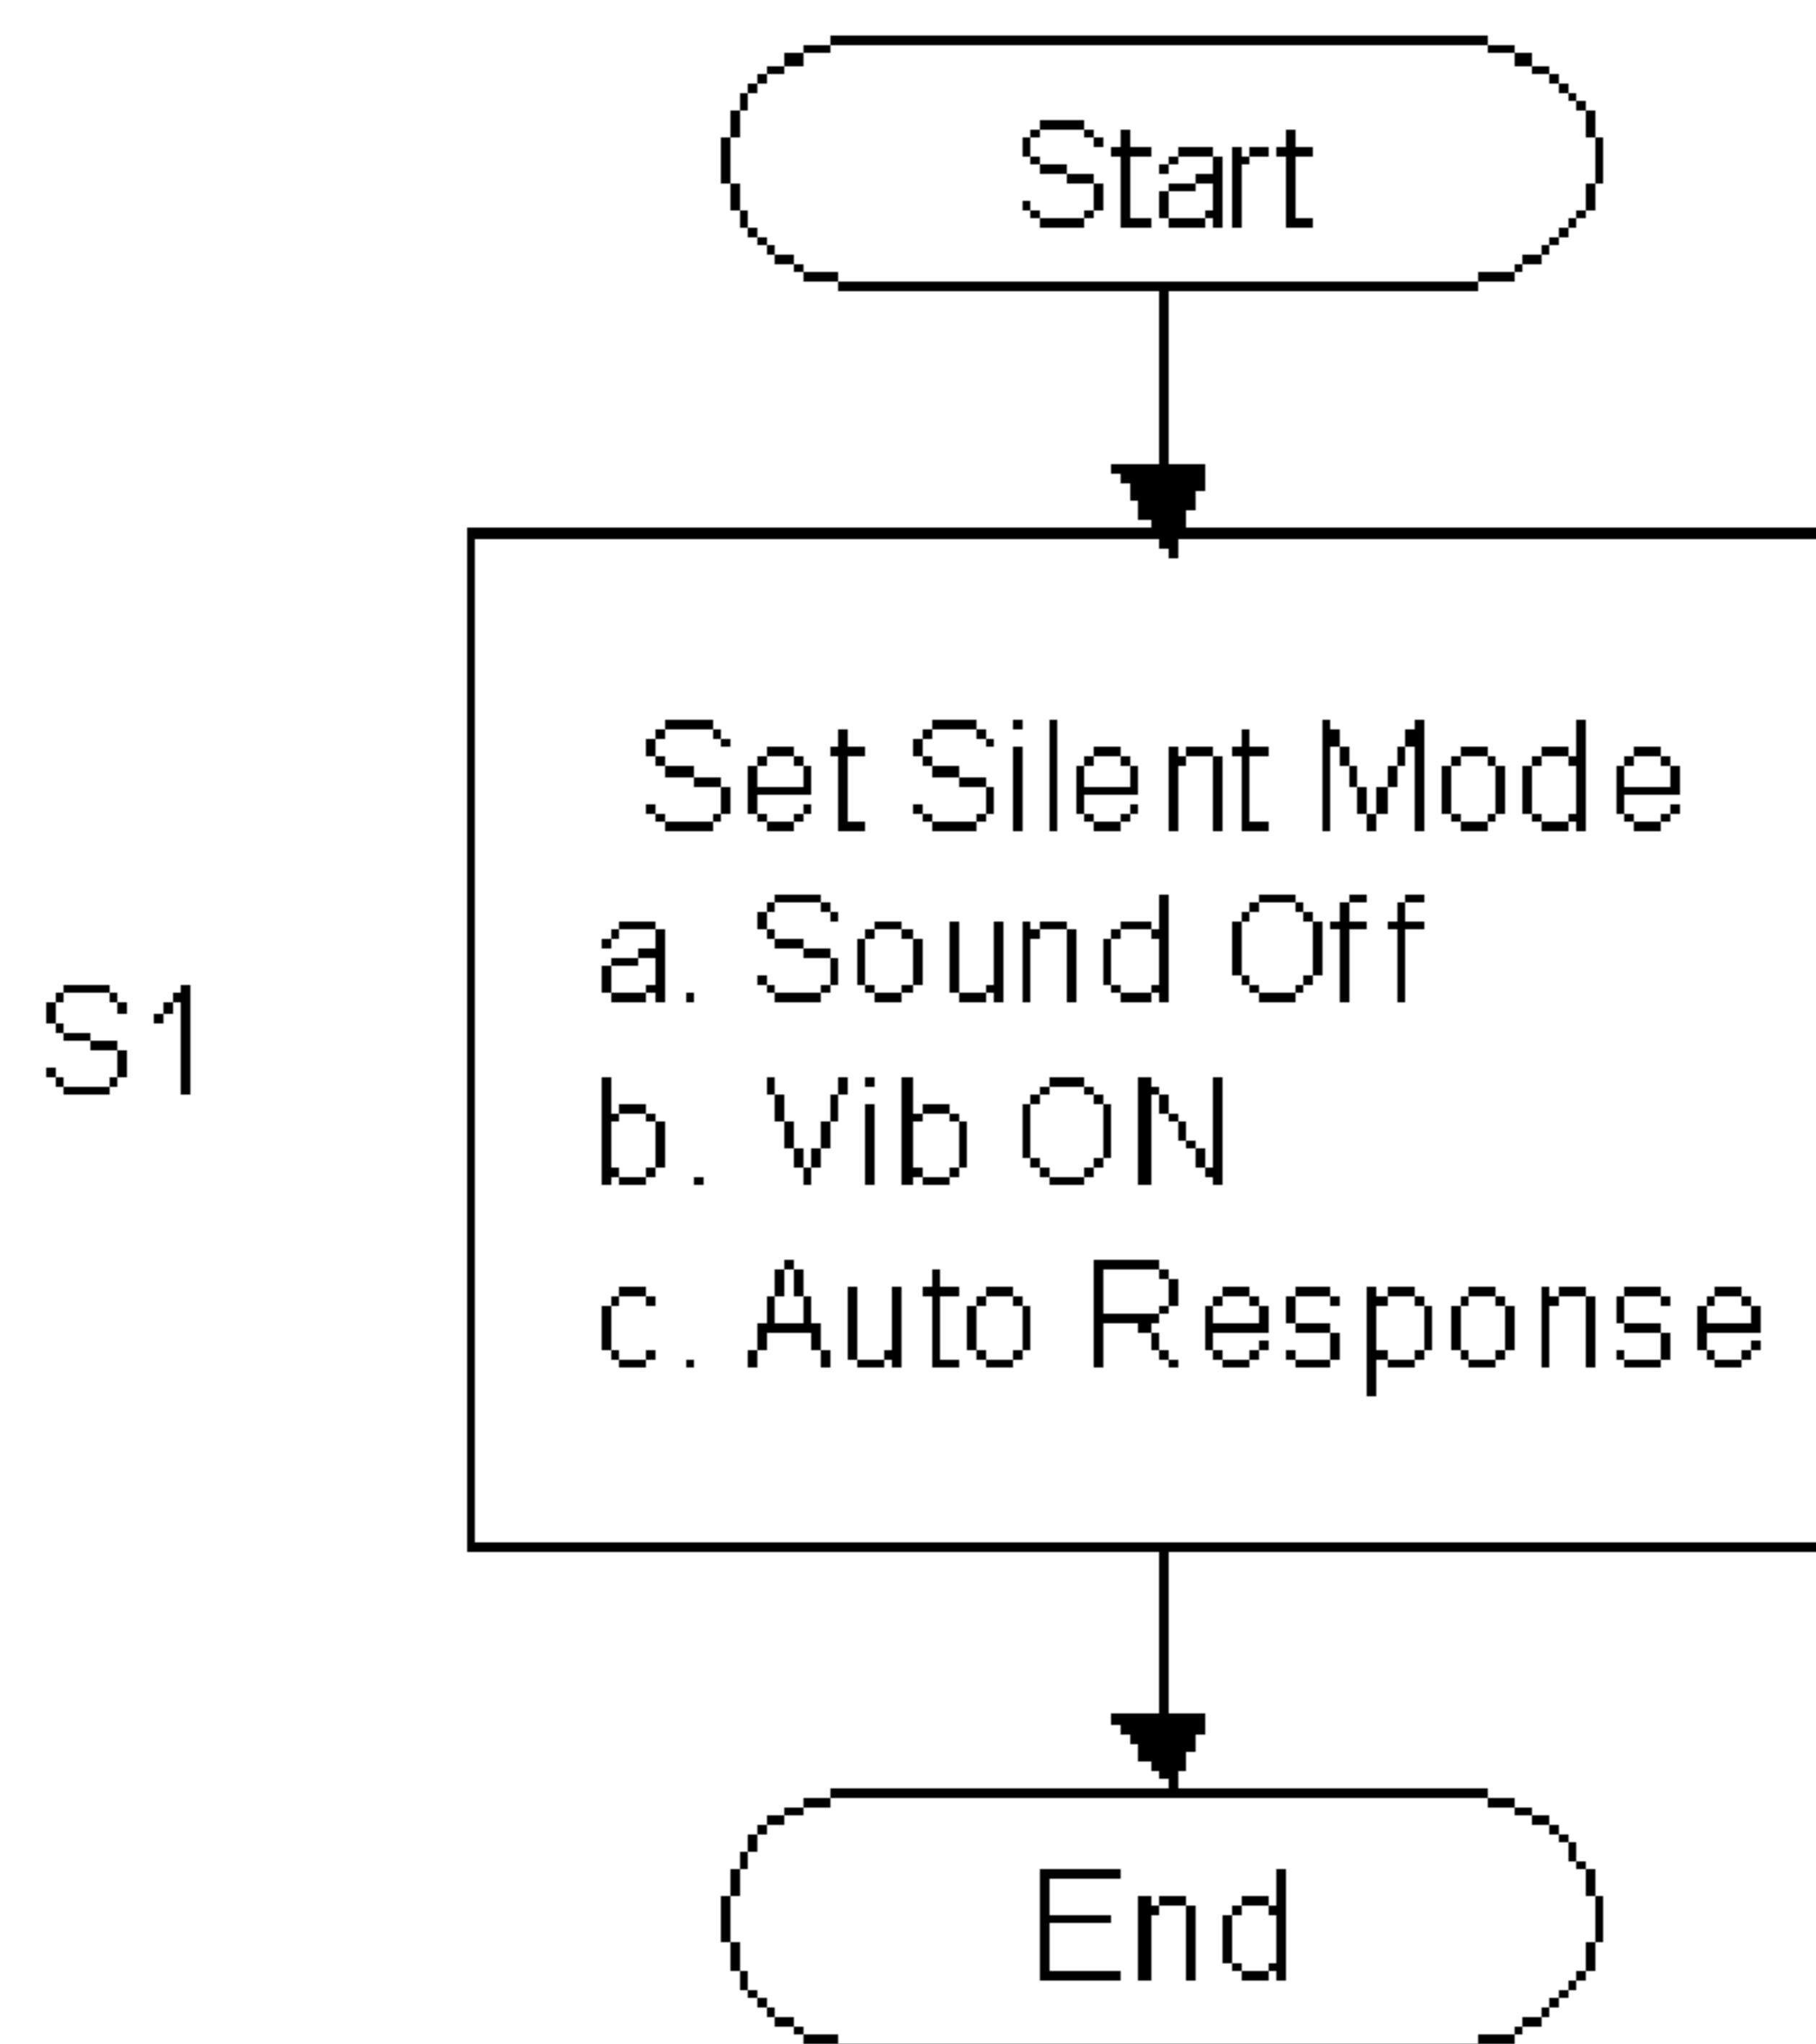 Start
Set Silent Mode
a. Sound Off
S1
b. Vib ON
c. Auto Response
End